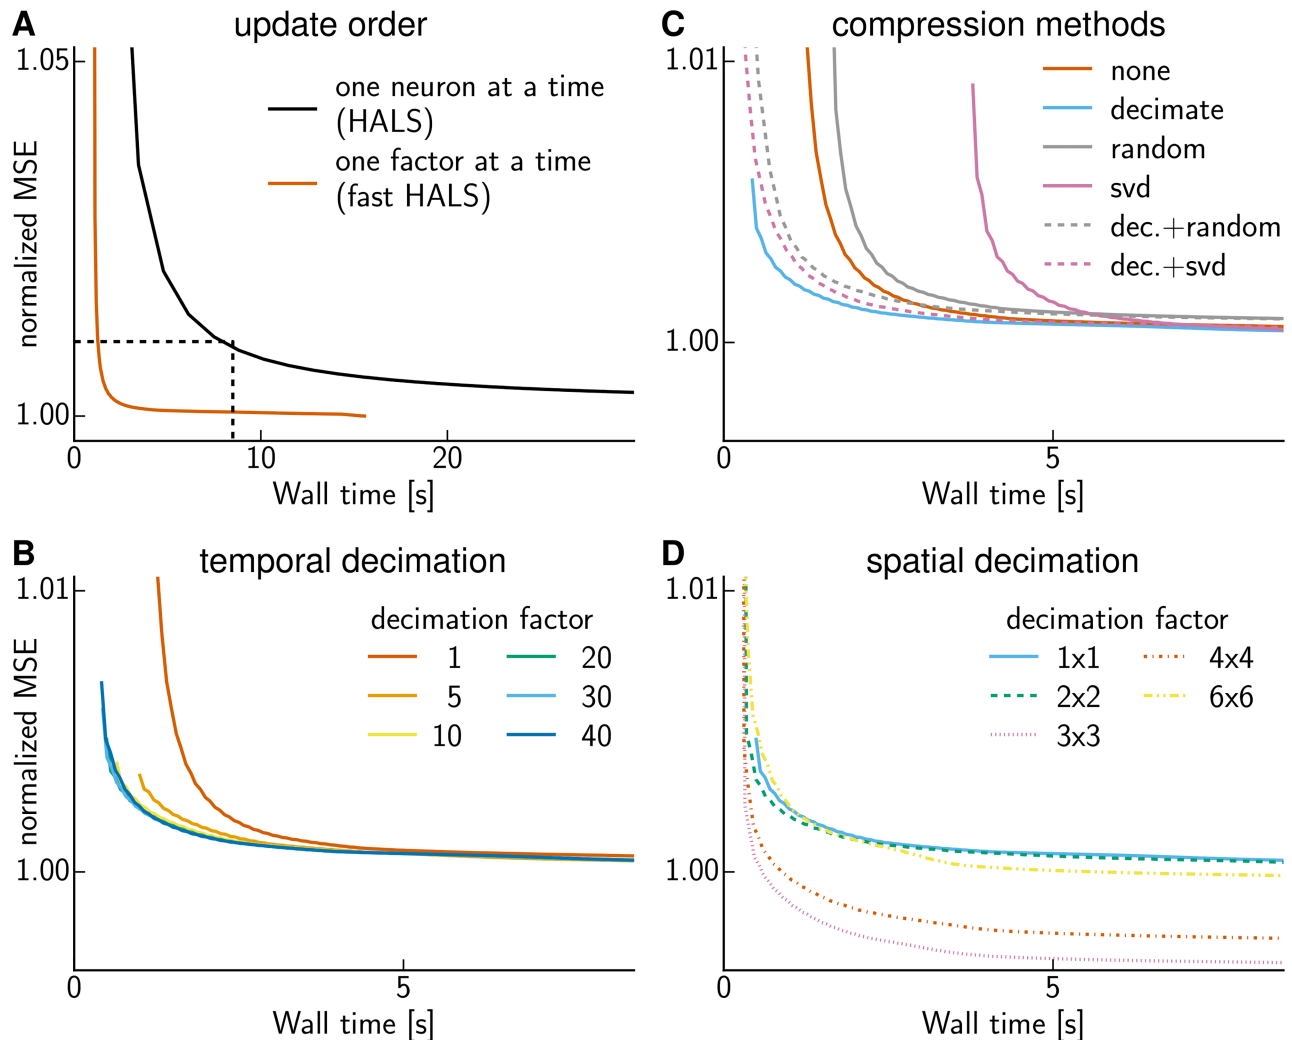 A
update order
1.05
1.00
normalized MSE
one neuron at a time
(HALS)
one factor at a time
(fast HALS)
0
10
20
Wall time [s]
C
compression methods
1.01
1.00
none
decimate
random
svd
dec.+random
dec.+svd
0
5
Wall time [s]
B
temporal decimation
1.01
1.00
normalized MSE
decimation factor
1 20
5 30
10 40
0
5
Wall time [s]
D
spatial decimation
1.01
1.00
decimation factor
1x1 4x4
2x2 6x6
3x3
0
5
Wall time [s]